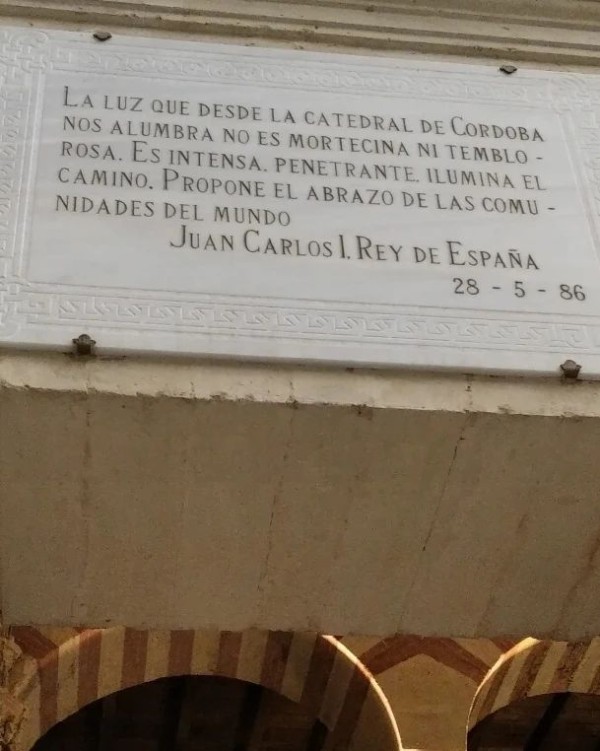 LA LUZ QUE DESDE LA CATEDRAL DE CORDOBA
NOS ALUMBRA NO ES MORTECINA NI TEMBLO-
ROSA. ES INTENSA. PENETRANTE. ILUMINA EL
CAMINO. PROPONE EL ABRAZO DE LAS COMU-
NIDADES DEL MUNDO
JUAN CARLOS I. REY DE ESPAÑA
28 - 5 - 86